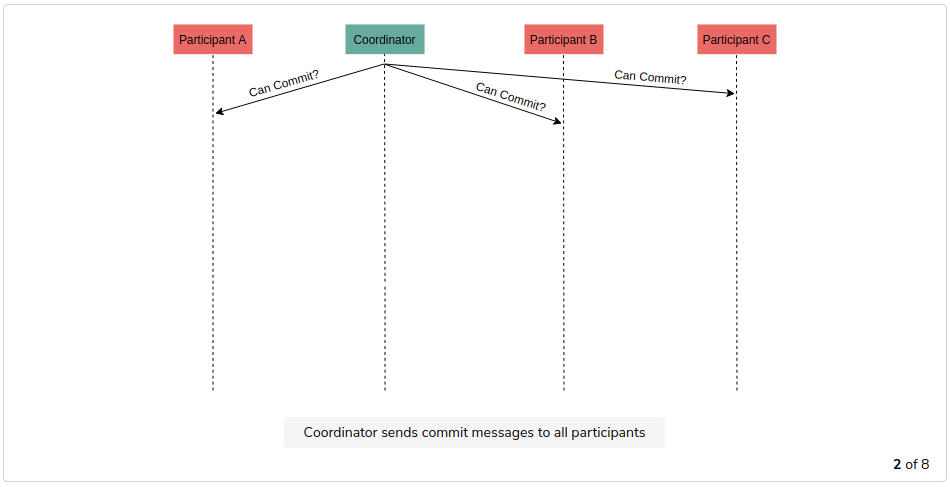 Participant A
Coordinator
Participant B
Participant C
Can Commit?
Can Commit?
Can Commit?
Coordinator sends commit messages to all participants
2 of 8